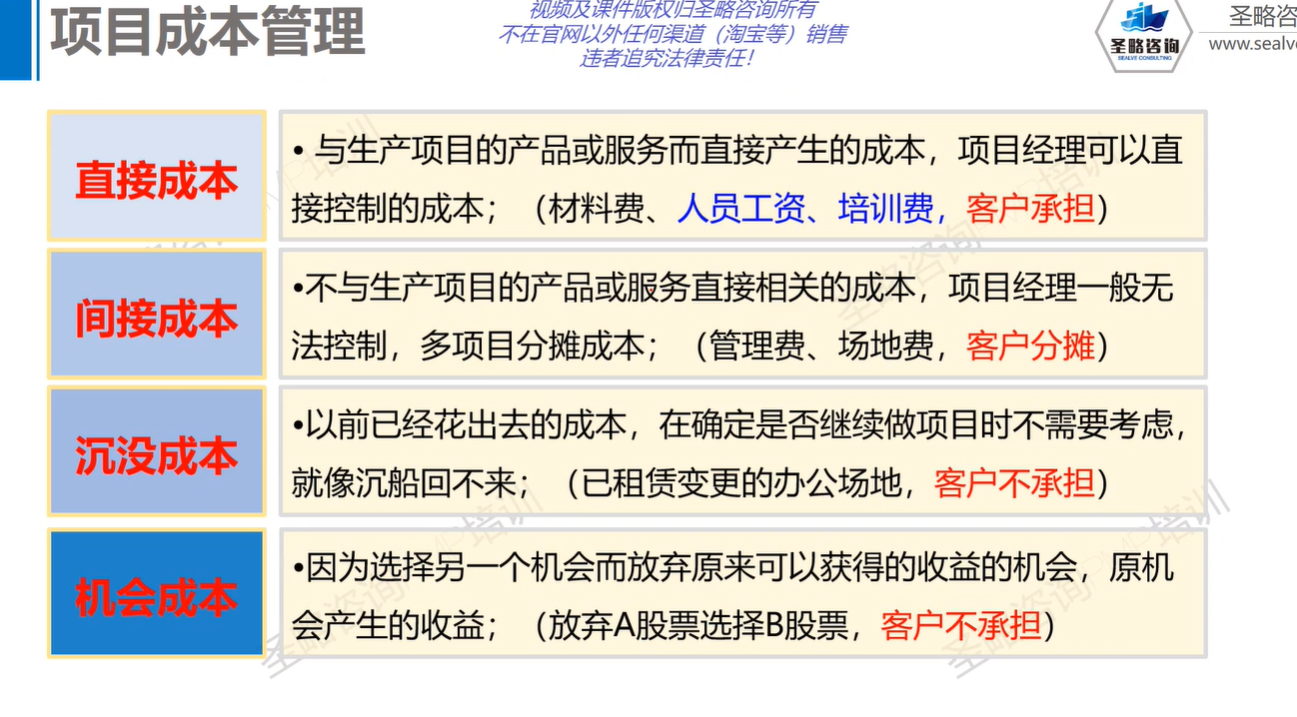 项目成本管理
视频及课件版权归圣略咨询所有
不在官网以外任何渠道（淘宝等）销售
违者追究法律责任！
圣略咨询
SEALVE CONSULTING
圣略咨
www.sealv
直接成本
• 与生产项目的产品或服务而直接产生的成本，项目经理可以直
接控制的成本；（材料费、人员工资、培训费，客户承担）
间接成本
•不与生产项目的产品或服务直接相关的成本，项目经理一般无
法控制，多项目分摊成本；（管理费、场地费，客户分摊）
沉没成本
•以前已经花出去的成本，在确定是否继续做项目时不需要考虑，
就像沉船回不来；（已租赁变更的办公场地，客户不承担）
机会成本
•因为选择另一个机会而放弃原来可以获得的收益的机会，原机
会产生的收益；（放弃A股票选择B股票，客户不承担）